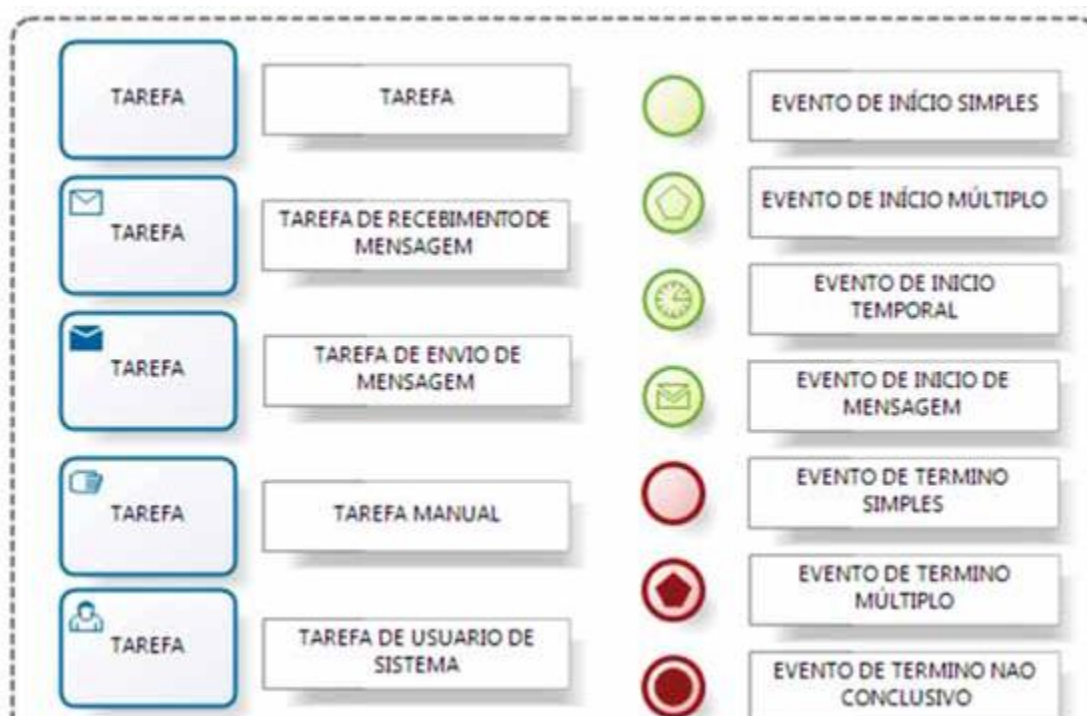 TAREFA
TAREFA
TAREFA
TAREFA DE RECEBIMENTO DE
MENSAGEM
TAREFA
TAREFA DE ENVIO DE
MENSAGEM
TAREFA
TAREFA MANUAL
TAREFA
TAREFA DE USUARIO DE
SISTEMA
EVENTO DE INÍCIO SIMPLES
EVENTO DE INÍCIO MÚLTIPLO
EVENTO DE INICIO
TEMPORAL
EVENTO DE INICIO DE
MENSAGEM
EVENTO DE TERMINO
SIMPLES
EVENTO DE TERMINO
MÚLTIPLO
EVENTO DE TERMINO NAO
CONCLUSIVO